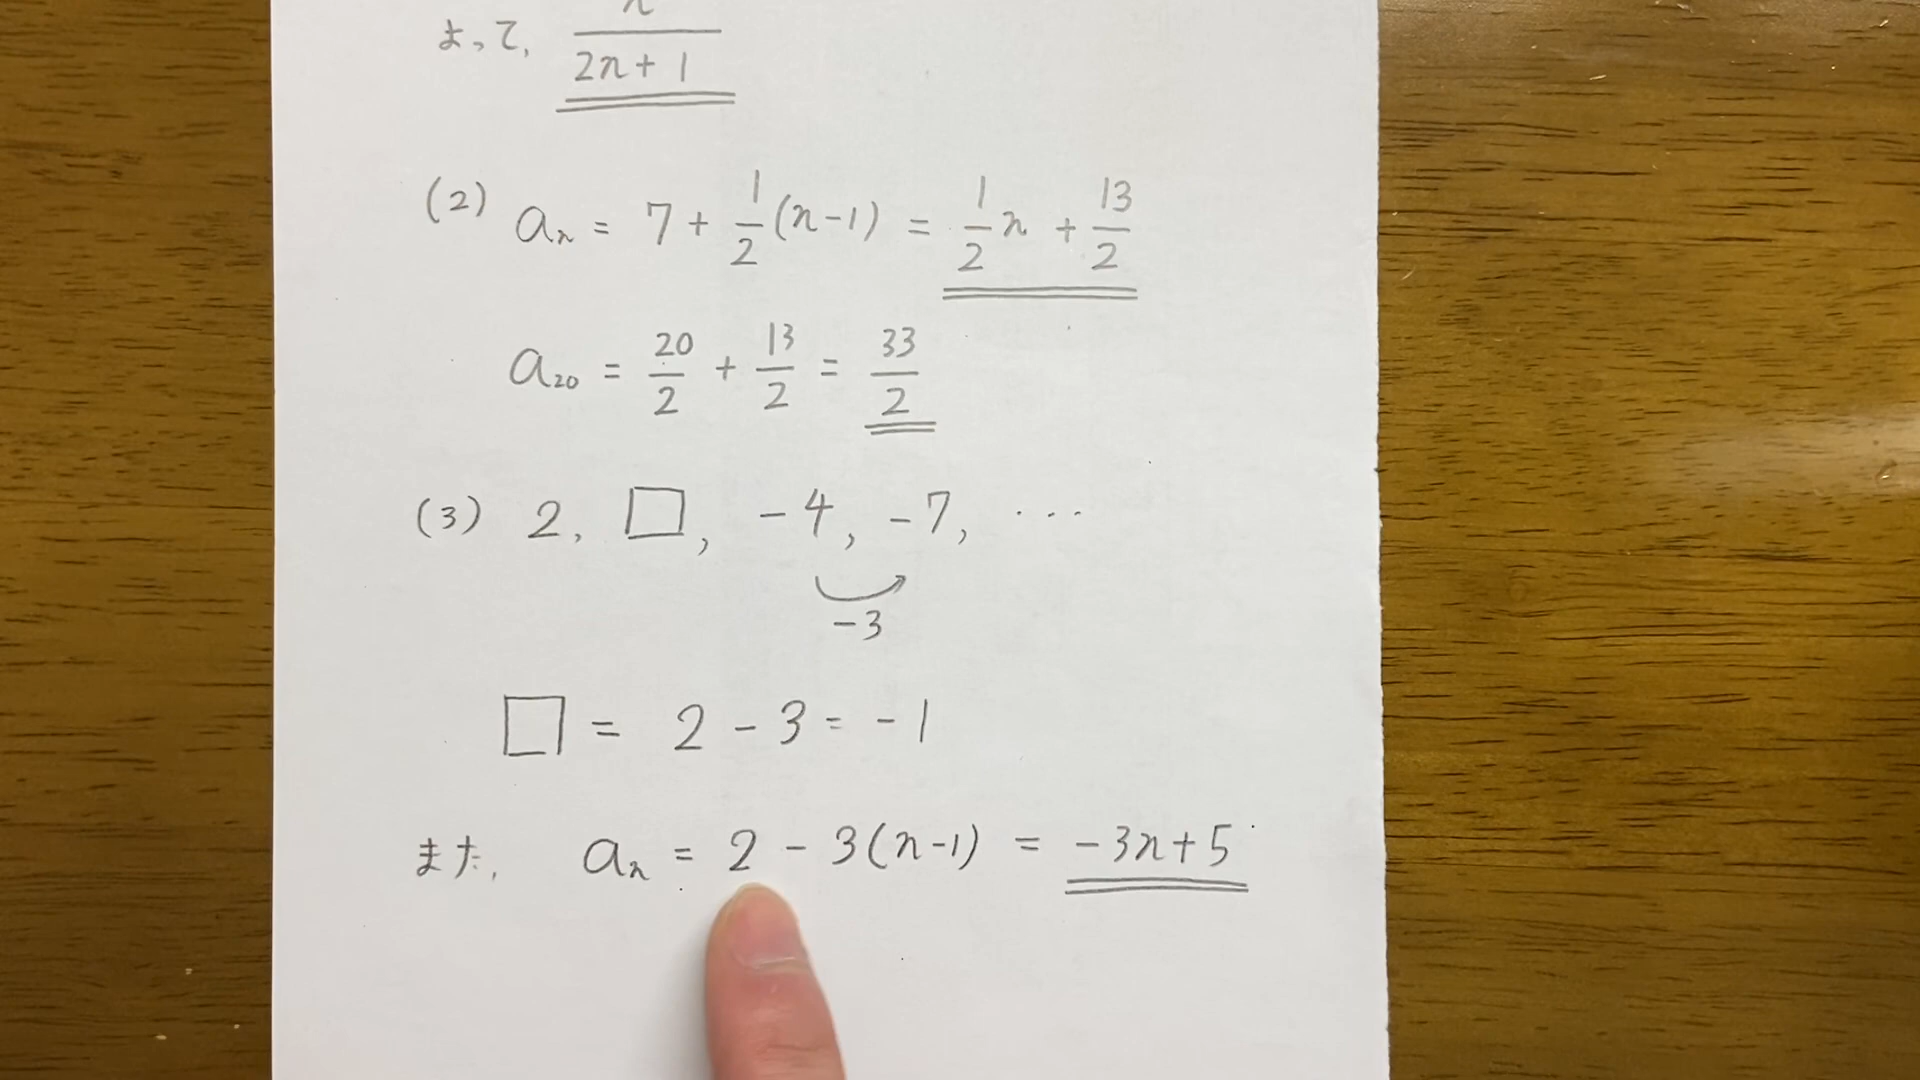 よって, n/(2n+1)
(2) aₙ = 7 + 1/2 (n-1) = 1/2 n + 13/2
a₂₀ = 20/2 + 13/2 = 33/2
(3) 2, □, -4, -7, ...
-3
□ = 2 - 3 = -1
また, aₙ = 2 - 3(n-1) = -3n+5